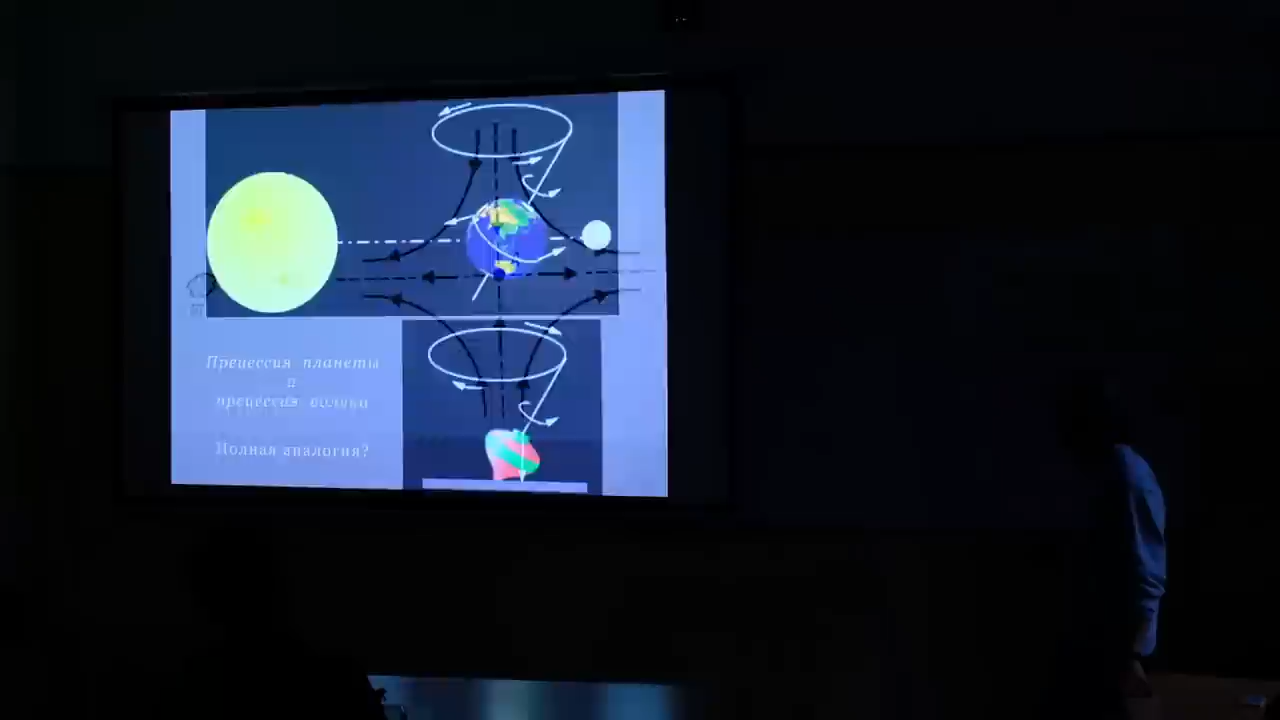 Прецессия планеты
и
прецессия волчка
Полная аналогия?